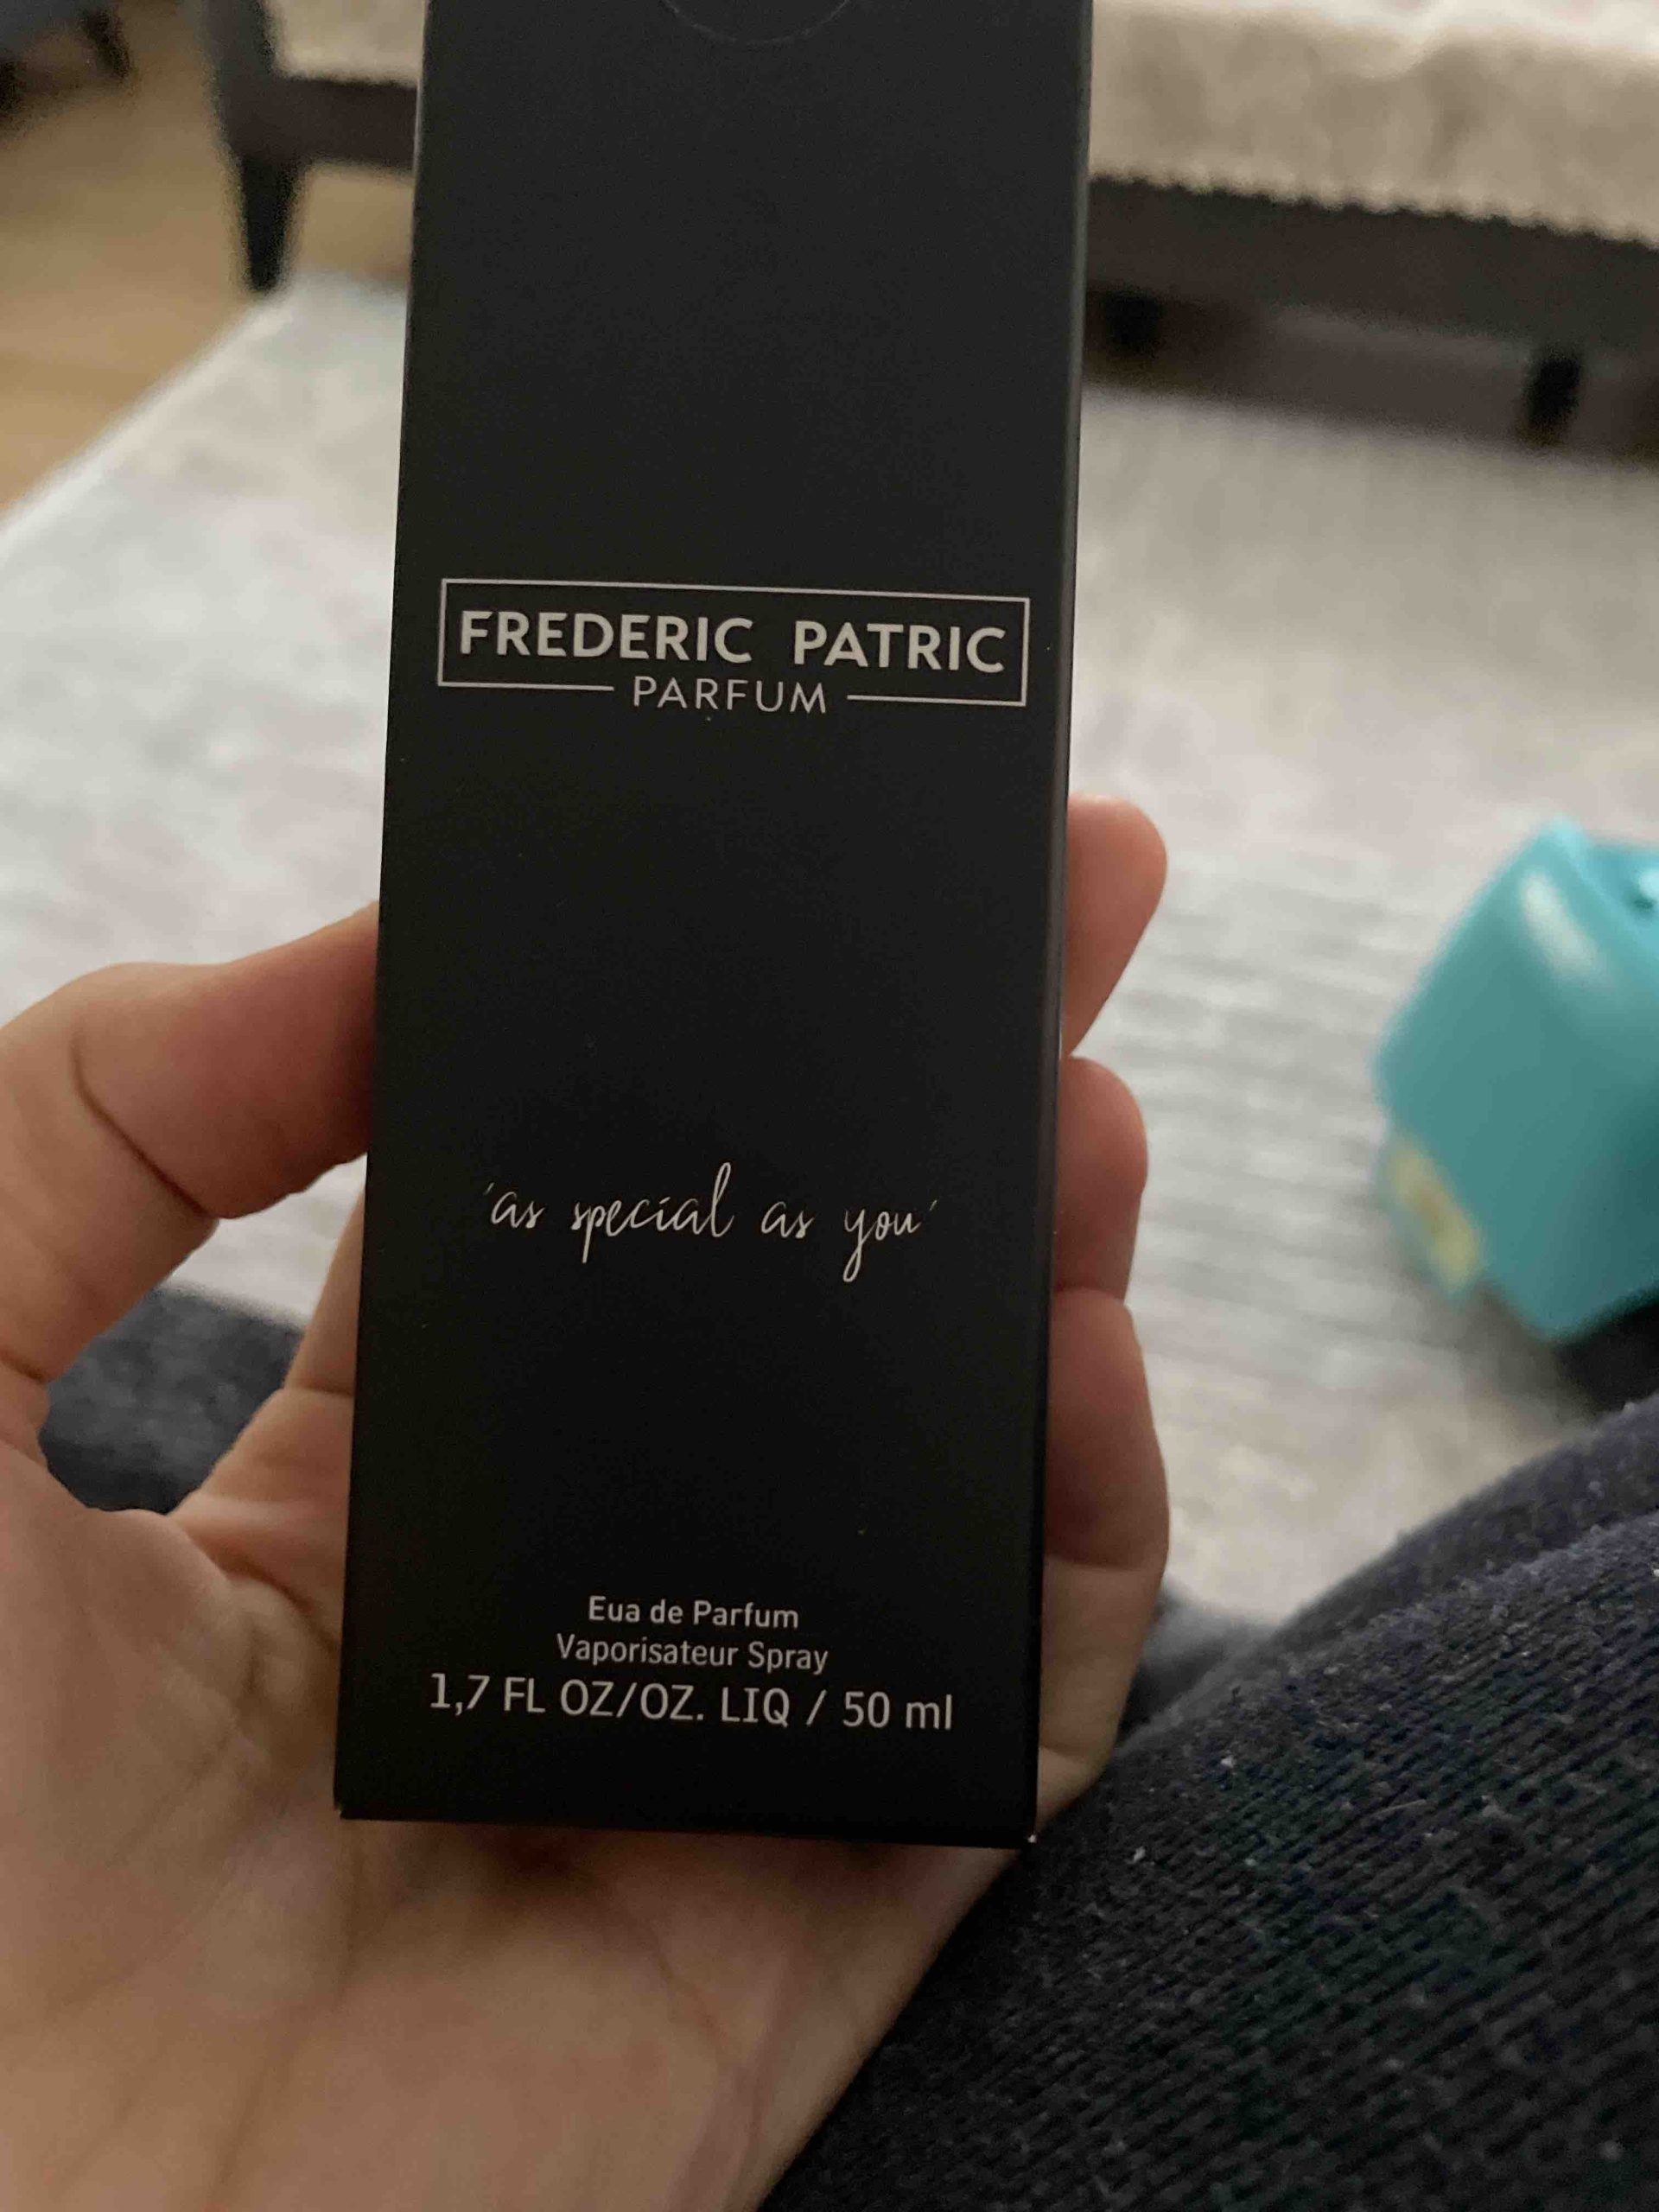 FREDERIC PATRIC
PARFUM
'as special as you'
Eua de Parfum
Vaporisateur Spray
1,7 FL OZ/OZ. LIQ / 50 ml